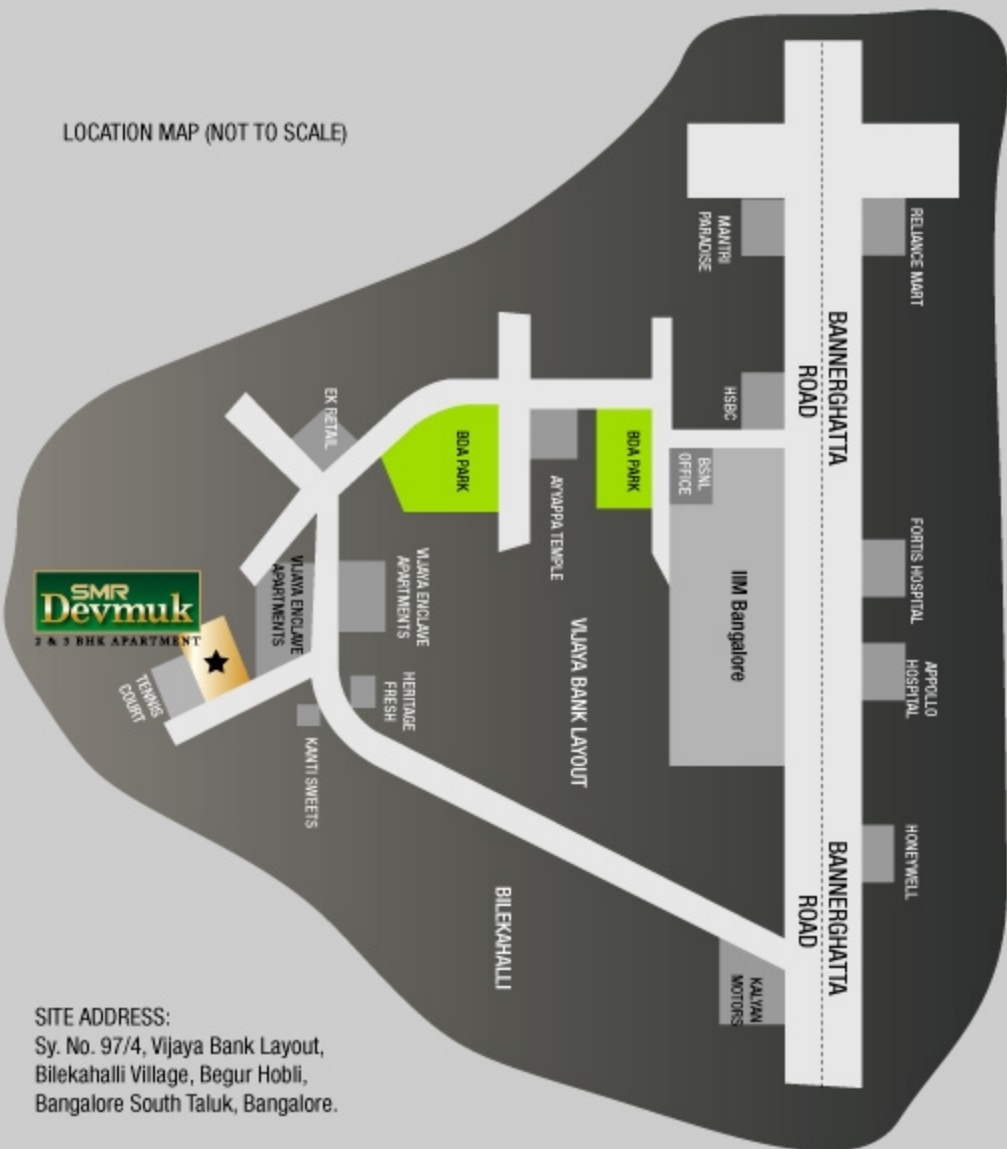 LOCATION MAP (NOT TO SCALE)
RELIANCE MART
MANTRI
PARADISE
BANNERGHATTA
ROAD
HSBC
BSNL
OFFICE
FORTIS HOSPITAL
APPOLLO
HOSPITAL
IIM Bangalore
HONEYWELL
BANNERGHATTA
ROAD
KALYAN
MOTORS
BDA PARK
AYYAPPA TEMPLE
BDA PARK
EK RETAIL
VIJAYA BANK LAYOUT
VIJAYA ENCLAVE
APARTMENTS
VIJAYA ENCLAVE
APARTMENTS
HERITAGE
FRESH
KANTI SWEETS
BILEKAHALLI
SMR
Devmuk
2 & 3 BHK APARTMENT
TENNIS
COURT
SITE ADDRESS:
Sy. No. 97/4, Vijaya Bank Layout,
Bilekahalli Village, Begur Hobli,
Bangalore South Taluk, Bangalore.